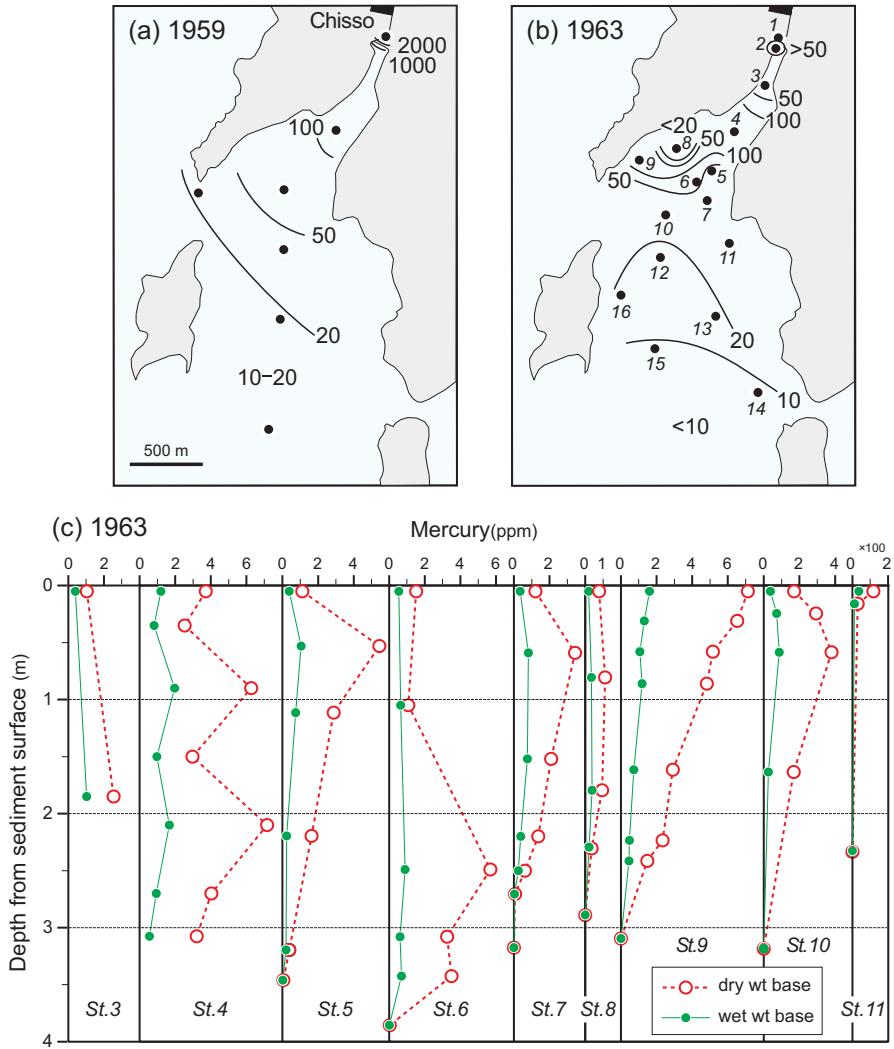 (a) 1959
Chisso
2000
1000
100
50
20
10–20
500 m
(b) 1963
1
2
>50
3
50
100
4
<20
50
8
100
9
50
6
5
7
10
11
12
16
13
20
15
14
10
<10
(c) 1963
Mercury(ppm)
×100
0 2 0 2 4 6 0 2 4 0 2 4 6 0 2 0 1 0 2 4 6 0 2 4 0 2
Depth from sediment surface (m)
0
1
2
3
4
St.3
St.4
St.5
St.6
St.7
St.8
St.9
St.10
St.11
dry wt base
wet wt base